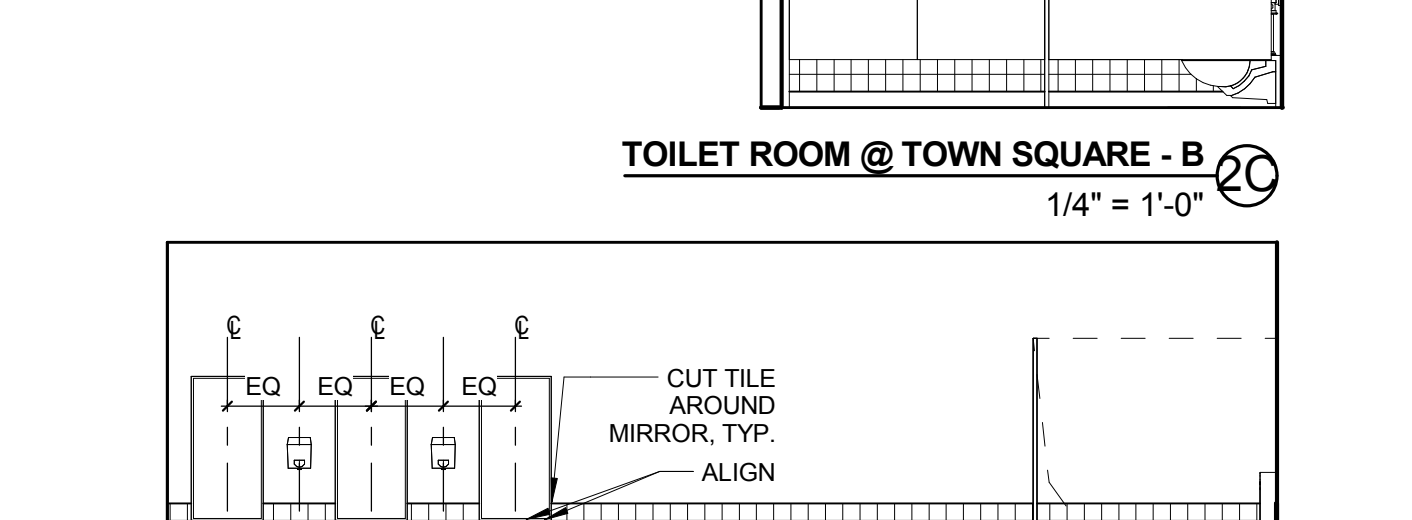 TOILET ROOM @ TOWN SQUARE - B
2C
1/4" = 1'-0"
℄ ℄ ℄
EQ EQ EQ EQ
CUT TILE
AROUND
MIRROR, TYP.
ALIGN